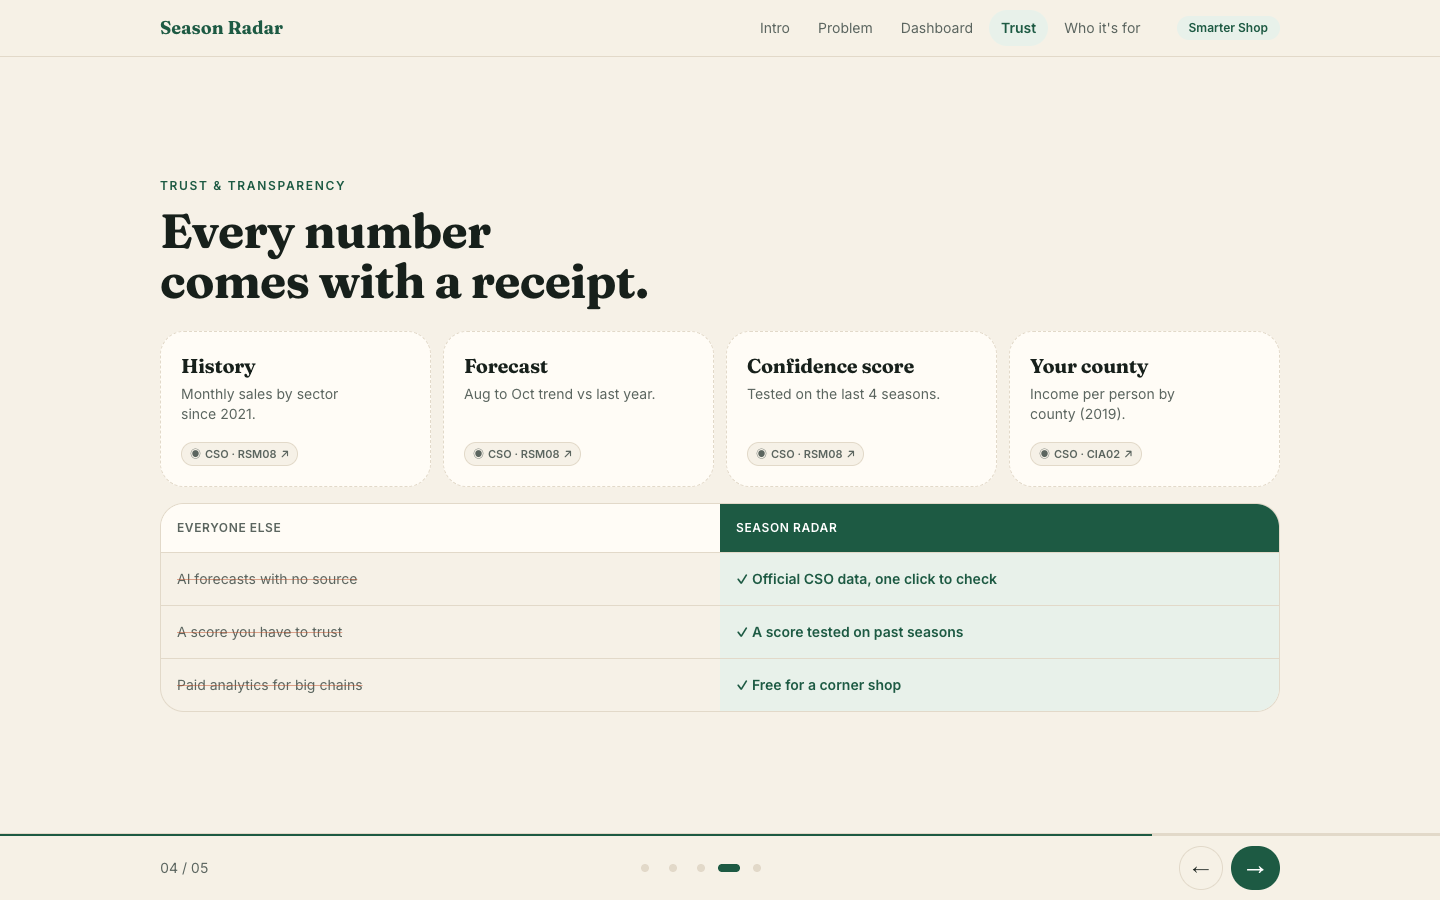 Season Radar
Intro
Problem
Dashboard
Trust
Who it's for
Smarter Shop
TRUST & TRANSPARENCY
Every number
comes with a receipt.
History
Monthly sales by sector
since 2021.
CSO · RSM08 ↗
Forecast
Aug to Oct trend vs last year.
CSO · RSM08 ↗
Confidence score
Tested on the last 4 seasons.
CSO · RSM08 ↗
Your county
Income per person by
county (2019).
CSO · CIA02 ↗
EVERYONE ELSE
SEASON RADAR
AI forecasts with no source
✓ Official CSO data, one click to check
A score you have to trust
✓ A score tested on past seasons
Paid analytics for big chains
✓ Free for a corner shop
04 / 05
← →